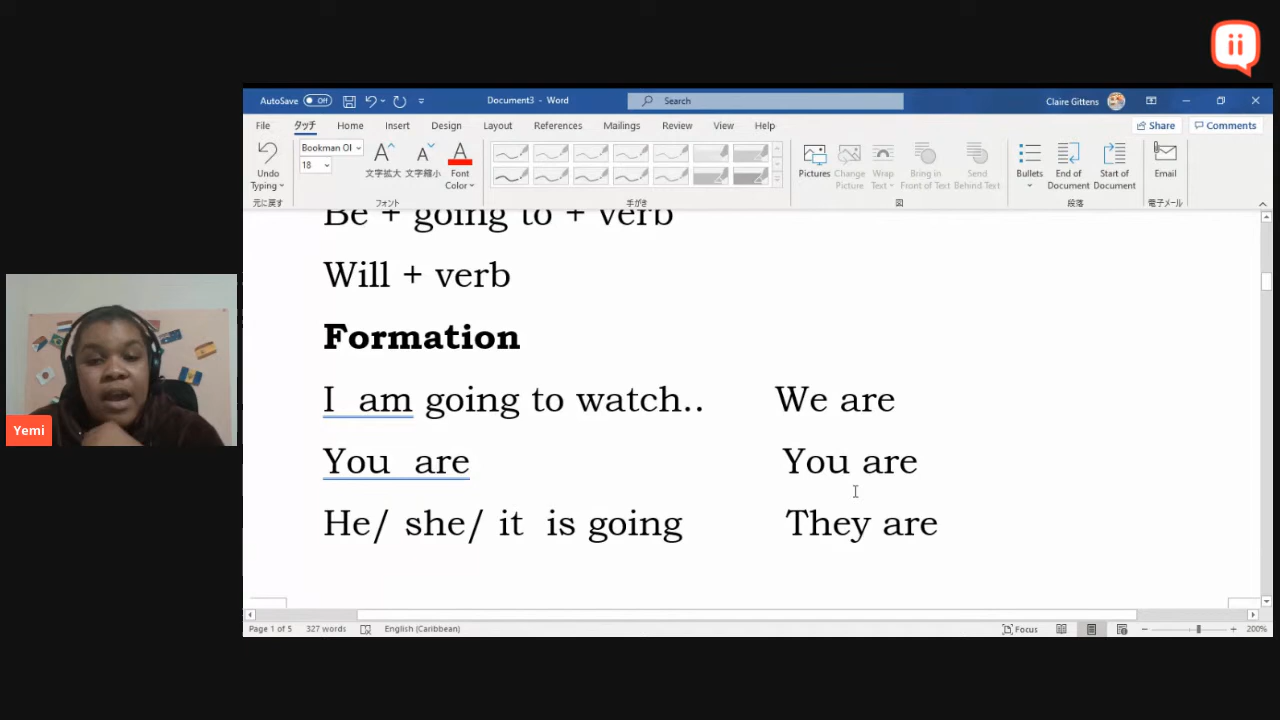 ii
AutoSave Off Document3 - Word Search Claire Gittens
File タッチ Home Insert Design Layout References Mailings Review View Help Share Comments
Undo Typing
元に戻す
Bookman Ol
18
文字拡大 文字縮小 Font Color
フォント
手書き
Pictures Change Picture Wrap Text Bring in Front of Text Send Behind Text
図
Bullets End of Document Start of Document
段落
Email
電子メール
Be + going to + verb
Will + verb
Formation
I am going to watch.. We are
You are You are
He/ she/ it is going They are
Yemi
Page 1 of 5 327 words English (Caribbean) Focus 200%